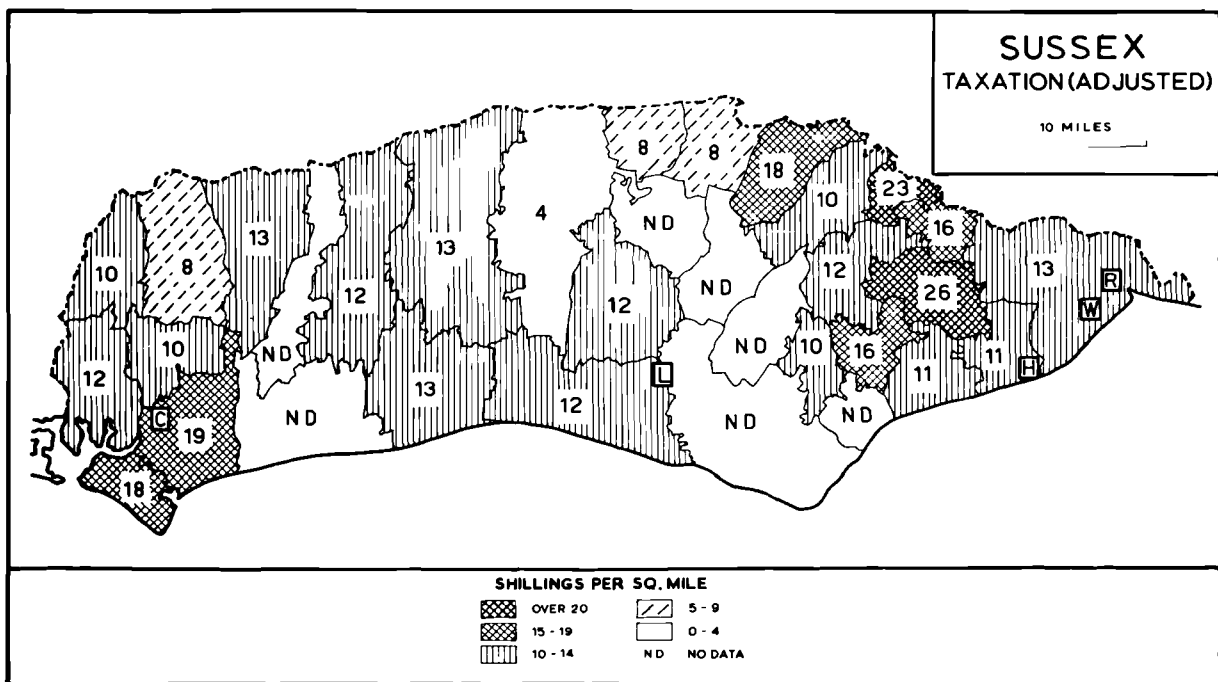 SUSSEX
TAXATION (ADJUSTED)
10 MILES
8
8
18
10
23
16
4
ND
13
13
10
8
12
12
ND
12
26
13
R
W
10
ND
ND
10
16
11
11
H
12
L
C
19
ND
13
12
ND
ND
18
SHILLINGS PER SQ. MILE
OVER 20
5 - 9
15 - 19
0 - 4
10 - 14
ND NO DATA